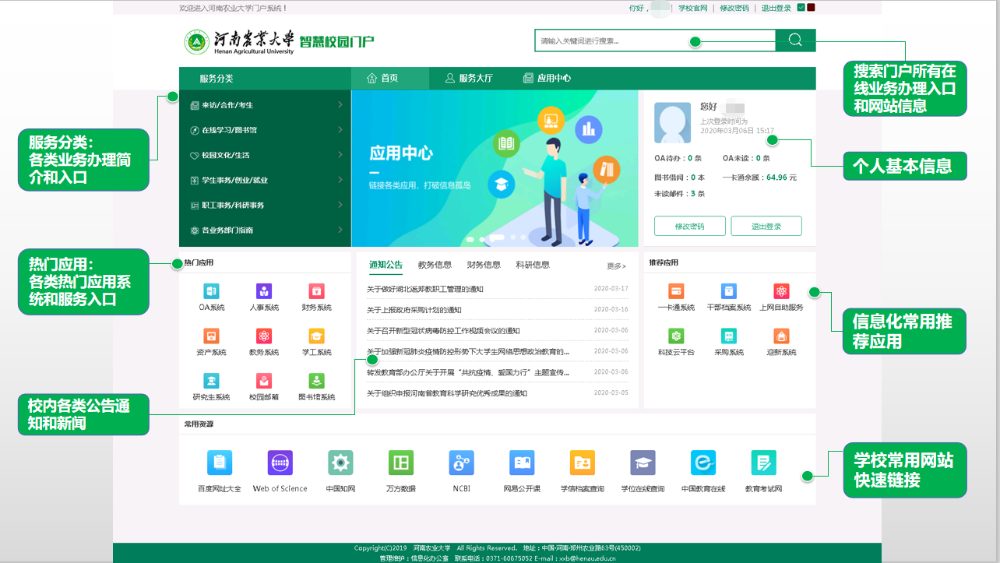 欢迎进入河南农业大学门户系统！
你好， | 学校官网 | 修改密码 | 退出登录
河南农业大学
Henan Agricultural University
智慧校园门户
请输入关键词进行搜索...
搜索门户所有在
线业务办理入口
和网站信息
服务分类
首页
服务大厅
应用中心
来访/合作/考生
在线学习/图书馆
校园文化/生活
学生事务/创业/就业
职工事务/科研事务
各业务部门指南
服务分类：
各类业务办理简
介和入口
应用中心
链接各类应用，打破信息孤岛
您好
上次登录时间为
2020年03月06日 15:17
OA待办：0 条
OA未读：0 条
图书借阅：0 本
一卡通余额：64.96 元
未读邮件：3 条
修改密码
退出登录
个人基本信息
热门应用：
各类热门应用系
统和服务入口
热门应用
OA系统
人事系统
财务系统
资产系统
教务系统
学工系统
研究生系统
校园邮箱
图书馆系统
通知公告
教务信息
财务信息
科研信息
更多>
关于做好湖北返郑教职工管理的通知
2020-03-17
关于上报政府采购计划的通知
2020-03-16
关于召开新型冠状病毒防控工作视频会议的通知
2020-03-06
关于加强新冠肺炎疫情防控形势下大学生网络思想政治教育的...
2020-03-06
转发教育部办公厅关于开展“共抗疫情、爱国力行”主题宣传...
2020-03-06
关于组织申报河南省教育科学研究优秀成果的通知
2020-03-05
推荐应用
一卡通系统
干部档案系统
上网自助服务
科技云平台
采购系统
迎新系统
信息化常用推
荐应用
校内各类公告通
知和新闻
常用资源
百度网址大全
Web of Science
中国知网
万方数据
NCBI
网易公开课
学信档案查询
学位在线查询
中国教育在线
教育考试网
学校常用网站
快速链接
Copyright(C)2019 河南农业大学 All Rights Reserved. 地址：中国·河南·郑州农业路63号(450002)
管理维护：信息化办公室 联系电话：0371-60675052 E-mail：xxb@henau.edu.cn